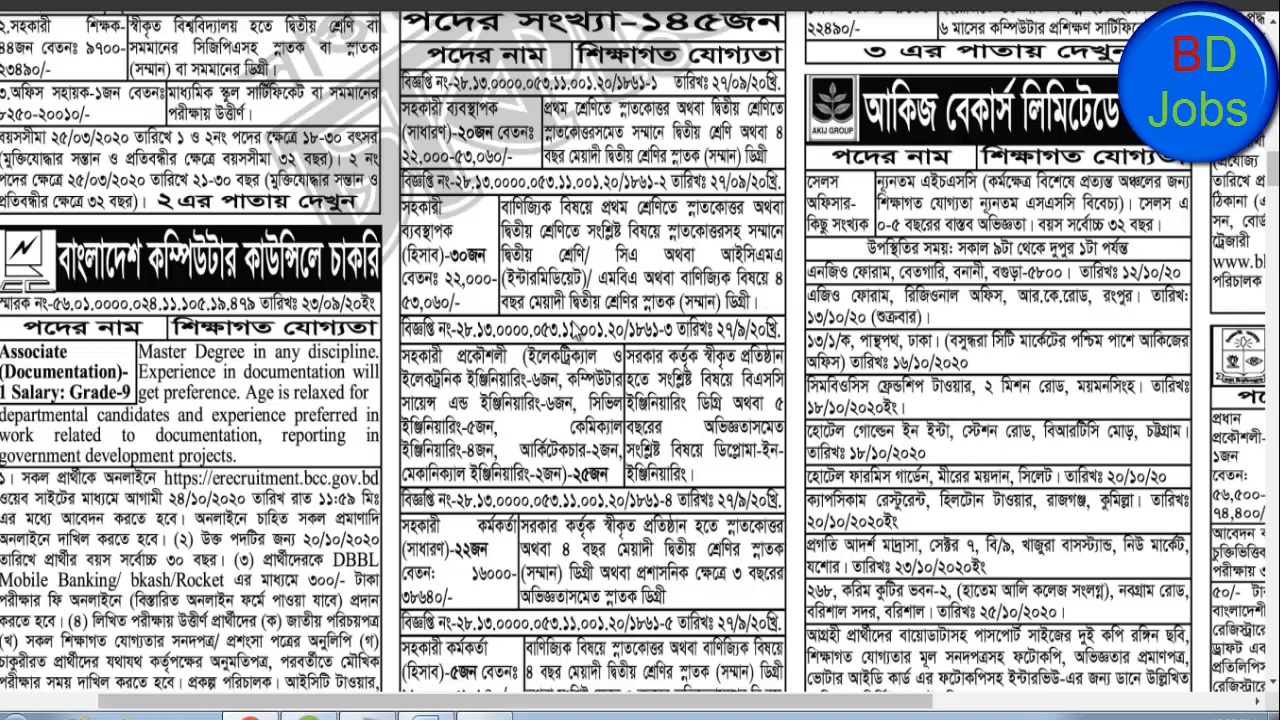 ২.সহকারী শিক্ষক- স্বীকৃত বিশ্ববিদ্যালয় হতে দ্বিতীয় শ্রেণি বা
৪৪জন বেতনঃ ৯৭০০- সমমানের সিজিপিএসহ স্নাতক বা স্নাতক
২৩৪৯০/- (সম্মান) বা সমমানের ডিগ্রী।
৩.অফিস সহায়ক-১জন বেতনঃ মাধ্যমিক স্কুল সার্টিফিকেট বা সমমানের
৮২৫০-২০০১০/- পরীক্ষায় উত্তীর্ণ।
বয়সসীমা ২৫/০৩/২০২০ তারিখে ১ ও ২নং পদের ক্ষেত্রে ১৮-৩০ বৎসর
(মুক্তিযোদ্ধার সন্তান ও প্রতিবন্ধীর ক্ষেত্রে বয়সসীমা ৩২ বছর)। ২ নং
পদের ক্ষেত্রে ২৫/০৩/২০২০ তারিখে ২১-৩০ বছর (মুক্তিযোদ্ধার সন্তান ও
প্রতিবন্ধীর ক্ষেত্রে ৩২ বছর)। ২ এর পাতায় দেখুন
বাংলাদেশ কম্পিউটার কাউন্সিলে চাকরি
স্মারক নং-৫৬.০১.০০০০.০২৪.১১.১০৫.১৯.৪৭৯ তারিখঃ ২৩/০৯/২০ইং
পদের নাম শিক্ষাগত যোগ্যতা
Associate Master Degree in any discipline.
(Documentation)- Experience in documentation will
1 Salary: Grade-9 get preference. Age is relaxed for
departmental candidates and experience preferred in
work related to documentation, reporting in
government development projects.
১। সকল প্রার্থীকে অনলাইনে https://erecruitment.bcc.gov.bd
ওয়েব সাইটের মাধ্যমে আগামী ২৪/১০/২০২০ তারিখ রাত ১১:৫৯ মিঃ
এর মধ্যে আবেদন করতে হবে। অনলাইনে চাহিত সকল প্রমাণাদি
অনলাইনে দাখিল করতে হবে। (২) উক্ত পদটির জন্য ২০/১০/২০২০
তারিখে প্রার্থীর বয়স সর্বোচ্চ ৩০ বছর। (৩) প্রার্থীদেরকে DBBL
Mobile Banking/ bkash/Rocket এর মাধ্যমে ৩০০/- টাকা
পরীক্ষার ফি অনলাইনে (বিস্তারিত অনলাইন ফর্মে পাওয়া যাবে) প্রদান
করতে হবে। (৪) লিখিত পরীক্ষায় উত্তীর্ণ প্রার্থীদের (ক) জাতীয় পরিচয়পত্র
(খ) সকল শিক্ষাগত যোগ্যতার সনদপত্র/ প্রশংসা পত্রের অনুলিপি (গ)
চাকুরীরত প্রার্থীদের যথাযথ কর্তৃপক্ষের অনুমতিপত্র, পরবর্তীতে মৌখিক
পরীক্ষার সময় দাখিল করতে হবে। প্রকল্প পরিচালক। আইসিটি টাওয়ার,
পদের সংখ্যা-১৪৫জন
পদের নাম শিক্ষাগত যোগ্যতা
বিজ্ঞপ্তি নং-২৮.১৩.০০০০.০৫৩.১১.০০১.২০/১৮৬১-১ তারিখঃ ২৭/০৯/২০খ্রি.
সহকারী ব্যবস্থাপক প্রথম শ্রেণিতে স্নাতকোত্তর অথবা দ্বিতীয় শ্রেণিতে
(সাধারণ)-২০জন বেতনঃ স্নাতকোত্তরসমেত সম্মানে দ্বিতীয় শ্রেণি অথবা ৪
২২,০০০-৫৩,০৬০/- বছর মেয়াদী দ্বিতীয় শ্রেণির স্নাতক (সম্মান) ডিগ্রী
বিজ্ঞপ্তি নং-২৮.১৩.০০০০.০৫৩.১১.০০১.২০/১৮৬১-২ তারিখঃ ২৭/০৯/২০খ্রি.
সহকারী বাণিজ্যিক বিষয়ে প্রথম শ্রেণিতে স্নাতকোত্তর অথবা
ব্যবস্থাপক দ্বিতীয় শ্রেণিতে সংশ্লিষ্ট বিষয়ে স্নাতকোত্তরসহ সম্মানে
(হিসাব)-৩০জন দ্বিতীয় শ্রেণি/ সিএ অথবা আইসিএমএ
বেতনঃ ২২,০০০- (ইন্টারমিডিয়েট)/ এমবিএ অথবা বাণিজ্যিক বিষয়ে ৪
৫৩,০৬০/- বছর মেয়াদী দ্বিতীয় শ্রেণির স্নাতক (সম্মান) ডিগ্রী।
বিজ্ঞপ্তি নং-২৮.১৩.০০০০.০৫৩.১১.০০১.২০/১৮৬১-৩ তারিখঃ ২৭/৯/২০খ্রি.
সহকারী প্রকৌশলী (ইলেকট্রিক্যাল ও সরকার কর্তৃক স্বীকৃত প্রতিষ্ঠান
ইলেকট্রনিক ইঞ্জিনিয়ারিং-৬জন, কম্পিউটার হতে সংশ্লিষ্ট বিষয়ে বিএসসি
সায়েন্স এন্ড ইঞ্জিনিয়ারিং-৬জন, সিভিল ইঞ্জিনিয়ারিং ডিগ্রি অথবা ৫
ইঞ্জিনিয়ারিং-৫জন, কেমিক্যাল বছরের অভিজ্ঞতাসমেত
ইঞ্জিনিয়ারিং-৪জন, আর্কিটেকচার-২জন, সংশ্লিষ্ট বিষয়ে ডিপ্লোমা-ইন-
মেকানিক্যাল ইঞ্জিনিয়ারিং-২জন)-২৫জন ইঞ্জিনিয়ারিং।
বিজ্ঞপ্তি নং-২৮.১৩.০০০০.০৫৩.১১.০০১.২০/১৮৬১-৪ তারিখঃ ২৭/৯/২০খ্রি.
সহকারী কর্মকর্তা সরকার কর্তৃক স্বীকৃত প্রতিষ্ঠান হতে স্নাতকোত্তর
(সাধারণ)-২২জন অথবা ৪ বছর মেয়াদী দ্বিতীয় শ্রেণির স্নাতক
বেতন: ১৬০০০- (সম্মান) ডিগ্রী অথবা প্রশাসনিক ক্ষেত্রে ৩ বছরের
৩৮৬৪০/- অভিজ্ঞতাসমেত স্নাতক ডিগ্রী
বিজ্ঞপ্তি নং-২৮.১৩.০০০০.০৫৩.১১.০০১.২০/১৮৬১-৫ তারিখঃ ২৭/৯/২০খ্রি.
সহকারী কর্মকর্তা বাণিজ্যিক বিষয়ে স্নাতকোত্তর অথবা বাণিজ্যিক বিষয়ে
(হিসাব)-৫জন বেতনঃ ৪ বছর মেয়াদী দ্বিতীয় শ্রেণির স্নাতক (সম্মান) ডিগ্রী
২২৪৯০/- ৬ মাসের কম্পিউটার প্রশিক্ষণ
৩ এর পাতায় দেখুন
AKIJ GROUP
আকিজ বেকার্স লিমিটেডে
পদের নাম শিক্ষাগত যোগ্যতা
সেলস ন্যূনতম এইচএসসি (কর্মক্ষেত্র বিশেষে প্রত্যন্ত অঞ্চলের জন্য
অফিসার- শিক্ষাগত যোগ্যতা ন্যূনতম এসএসসি বিবেচ্য)। সেলস এ
কিছু সংখ্যক ০-৫ বছরের বাস্তব অভিজ্ঞতা। বয়স সর্বোচ্চ ৩২ বছর।
উপস্থিতির সময়: সকাল ৯টা থেকে দুপুর ১টা পর্যন্ত
এনজিও ফোরাম, বেতগারি, বনানী, বগুড়া-৫৮০০। তারিখঃ ১২/১০/২০
এজিও ফোরাম, রিজিওনাল অফিস, আর.কে.রোড, রংপুর। তারিখ:
১৩/১০/২০ (শুক্রবার)।
১৩/১/ক, পান্থপথ, ঢাকা। (বসুন্ধরা সিটি মার্কেটের পশ্চিম পাশে আকিজের
অফিস) তারিখঃ ১৬/১০/২০২০
সিমবিওসিস ফ্রেন্ডশিপ টাওয়ার, ২ মিশন রোড, ময়মনসিংহ। তারিখঃ
১৮/১০/২০২০ইং।
হোটেল গোল্ডেন ইন ইন্টা, স্টেশন রোড, বিআরটিসি মোড়, চট্টগ্রাম।
তারিখঃ ১৮/১০/২০২০
হোটেল ফারমিস গার্ডেন, মীরের ময়দান, সিলেট। তারিখঃ ২০/১০/২০
ক্যাপসিকাম রেস্টুরেন্ট, হিলটোন টাওয়ার, রাজগঞ্জ, কুমিল্লা। তারিখঃ
২০/১০/২০২০ইং
প্রগতি আদর্শ মাদ্রাসা, সেক্টর ৭, বি/৯, খাজুরা বাসস্ট্যান্ড, নিউ মার্কেট,
যশোর। তারিখঃ ২৩/১০/২০২০ইং
২৬৮, করিম কুটির ভবন-২, (হাতেম আলি কলেজ সংলগ্ন), নবগ্রাম রোড,
বরিশাল সদর, বরিশাল। তারিখঃ ২৫/১০/২০২০।
আগ্রহী প্রার্থীদের বায়োডাটাসহ পাসপোর্ট সাইজের দুই কপি রঙ্গিন ছবি,
শিক্ষাগত যোগ্যতার মূল সনদপত্রসহ ফটোকপি, অভিজ্ঞতার প্রমাণপত্র,
ভোটার আইডি কার্ড এর ফটোকপিসহ ইন্টারভিউ-এর জন্য ডানে উল্লিখিত
BD
Jobs
তারিখে
ঠিকানা
ট্রেজারী
পরিচালক
প্রধান
প্রকৌশলী-
১জন
বেতন:
৫৬,৫০০-
৭৪,৪০০/-
আবেদন
চুক্তিভিত্তিক
পরীক্ষায়
৫০/-